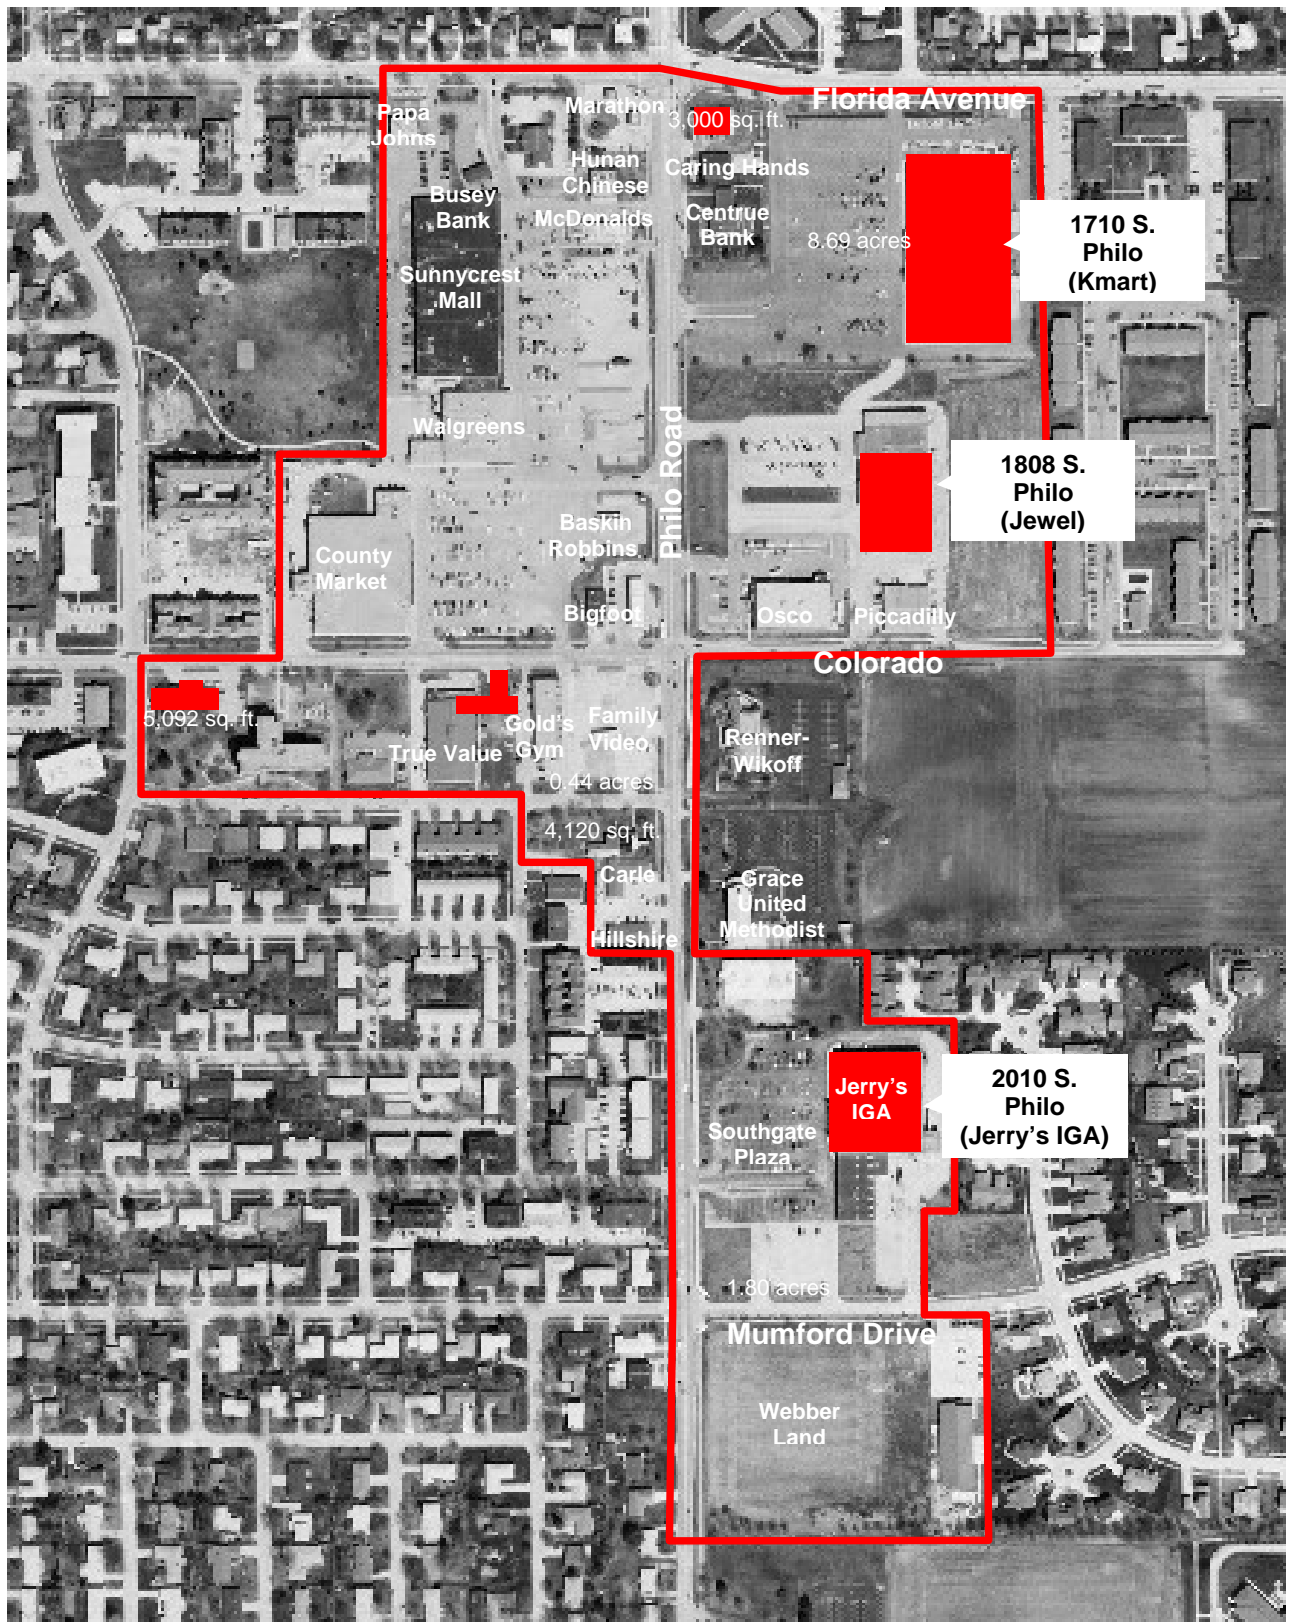 Florida Avenue
Papa
Johns
Marathon
3,000 sq. ft.
Hunan
Chinese
Caring Hands
Busey
Bank
McDonalds
Centrue
Bank
8.69 acres
1710 S.
Philo
(Kmart)
Sunnycrest
Mall
Walgreens
Philo Road
1808 S.
Philo
(Jewel)
Baskin
Robbins
County
Market
Bigfoot
Osco
Piccadilly
Colorado
5,092 sq. ft.
True Value
Gold's
Gym
Family
Video
Renner-
Wikoff
0.44 acres
4,120 sq. ft.
Carle
Grace
United
Methodist
Hillshire
Jerry's
IGA
2010 S.
Philo
(Jerry's IGA)
Southgate
Plaza
1.80 acres
Mumford Drive
Webber
Land